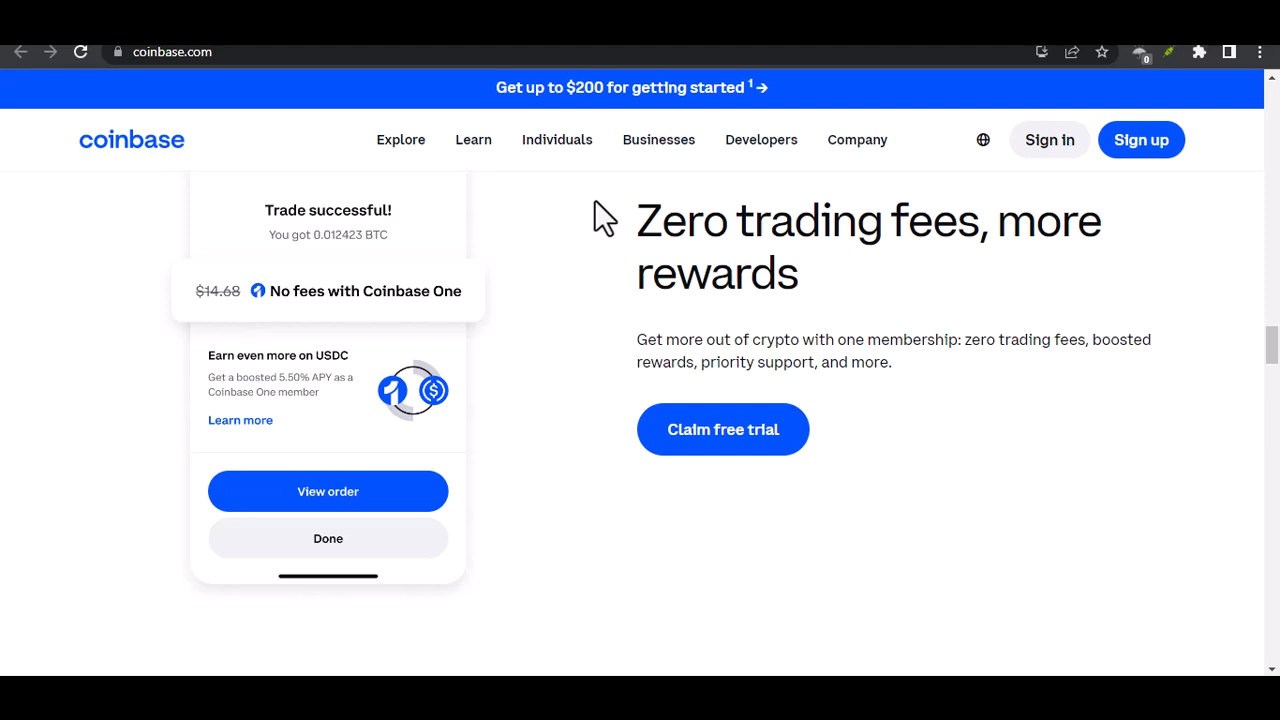 coinbase.com
0
Get up to $200 for getting started ¹ →
coinbase
Explore
Learn
Individuals
Businesses
Developers
Company
Sign in
Sign up
Trade successful!
You got 0.012423 BTC
$14.68 No fees with Coinbase One
Earn even more on USDC
Get a boosted 5.50% APY as a
Coinbase One member
Learn more
View order
Done
Zero trading fees, more
rewards
Get more out of crypto with one membership: zero trading fees, boosted
rewards, priority support, and more.
Claim free trial